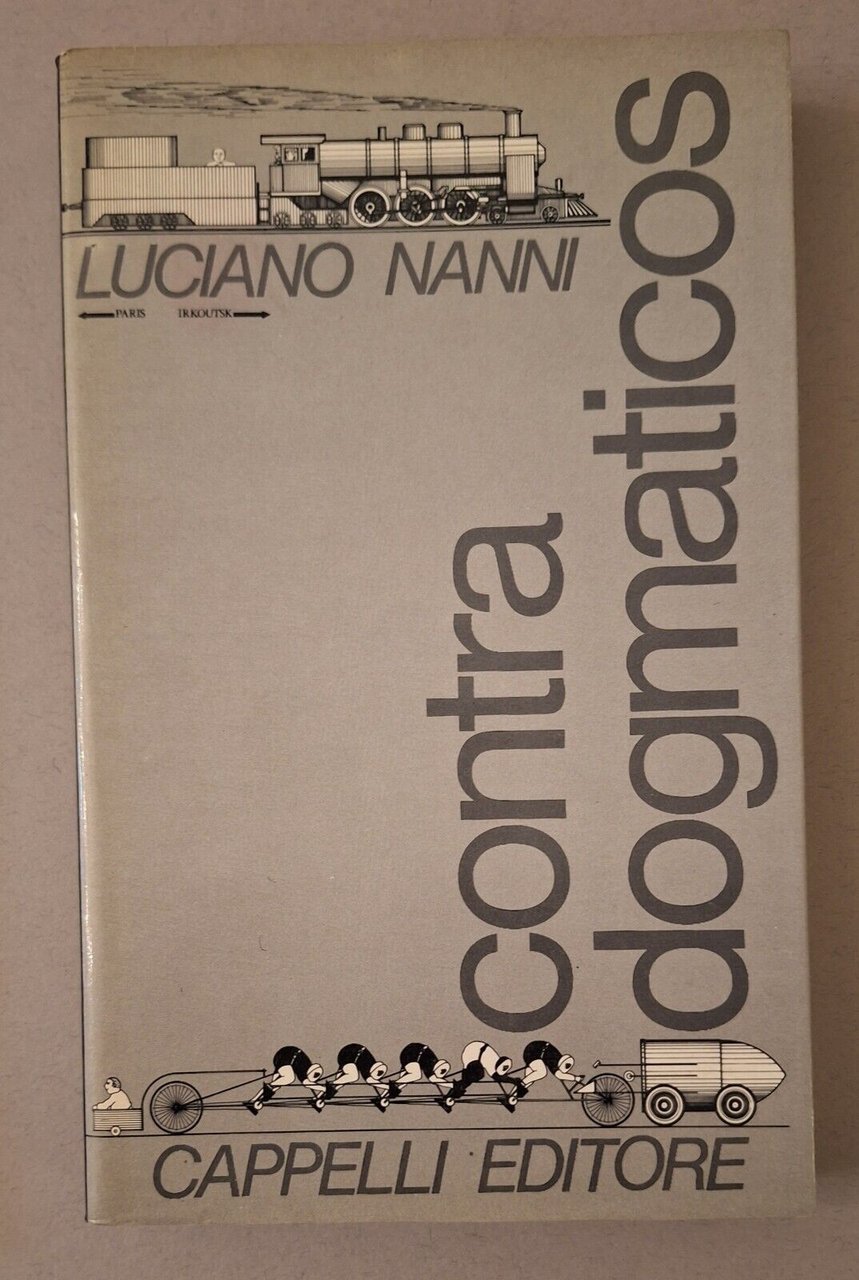 LUCIANO NANNI
PARIS IRKOUTSK
contra
dogmaticos
CAPPELLI EDITORE